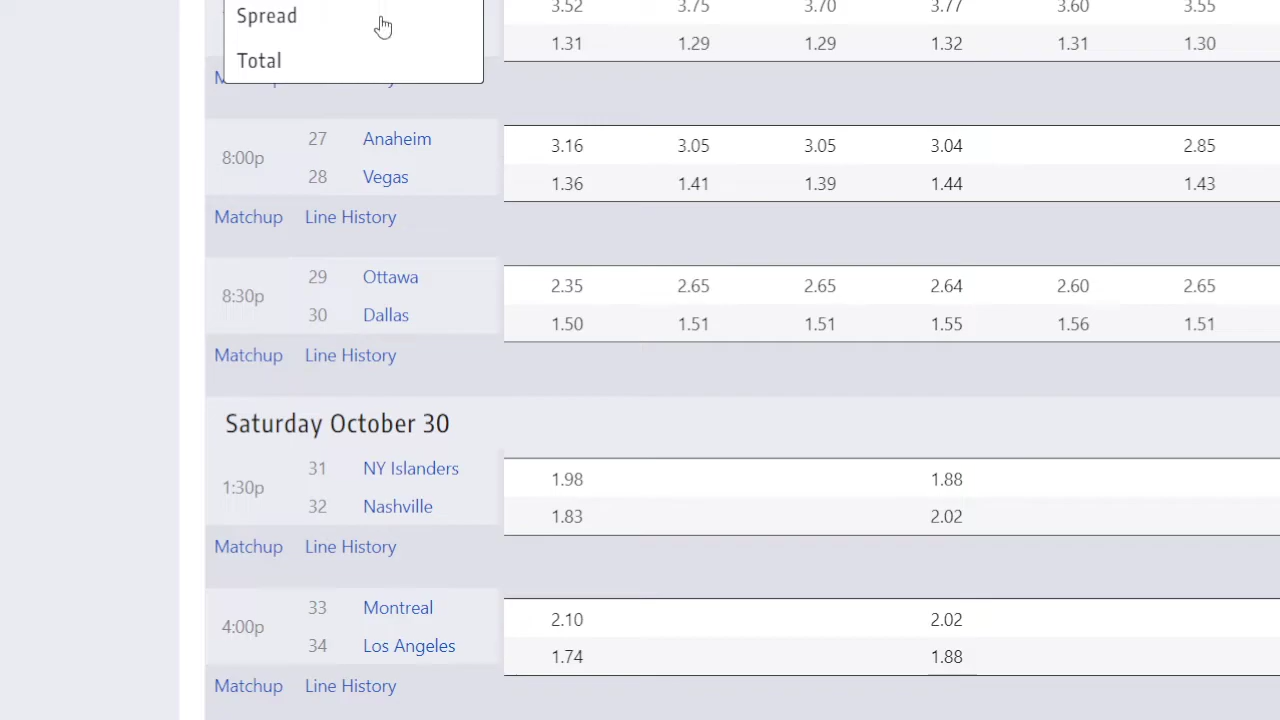 3.52 3.75 3.70 3.77 3.60 3.55
Spread
1.31 1.29 1.29 1.32 1.31 1.30
Total
27 Anaheim 3.16 3.05 3.05 3.04 2.85
8:00p
28 Vegas 1.36 1.41 1.39 1.44 1.43
Matchup Line History
29 Ottawa 2.35 2.65 2.65 2.64 2.60 2.65
8:30p
30 Dallas 1.50 1.51 1.51 1.55 1.56 1.51
Matchup Line History
Saturday October 30
31 NY Islanders 1.98 1.88
1:30p
32 Nashville 1.83 2.02
Matchup Line History
33 Montreal 2.10 2.02
4:00p
34 Los Angeles 1.74 1.88
Matchup Line History